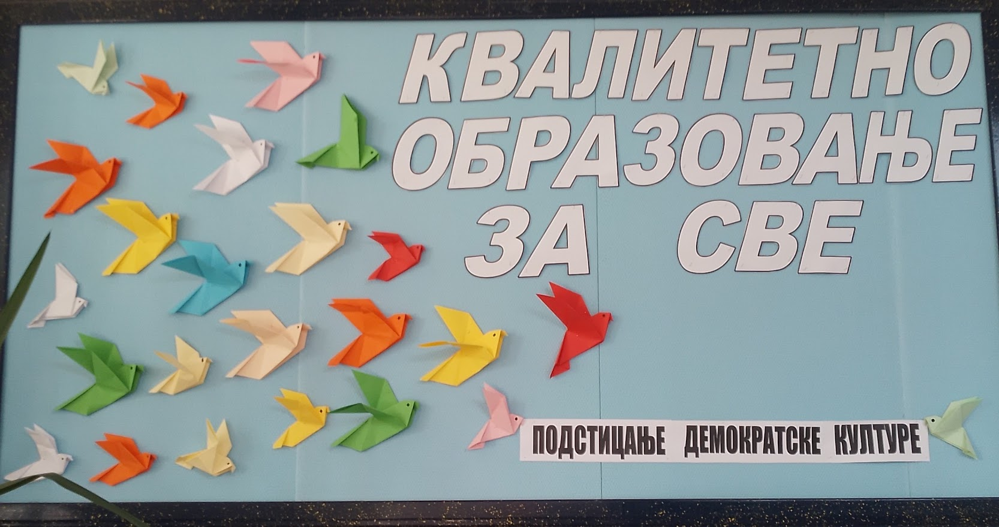 КВАЛИТЕТНО
ОБРАЗОВАЊЕ
ЗА СВЕ
ПОДСТИЦАЊЕ ДЕМОКРАТСКЕ КУЛТУРЕ